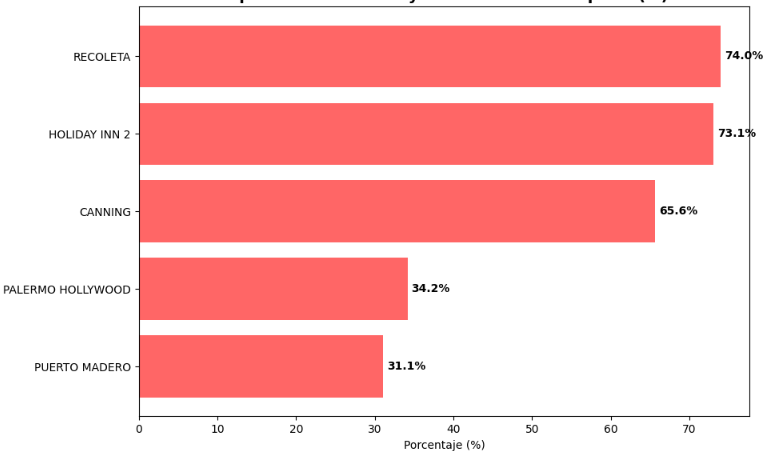 RECOLETA
74.0%
HOLIDAY INN 2
73.1%
CANNING
65.6%
PALERMO HOLLYWOOD
34.2%
PUERTO MADERO
31.1%
0 10 20 30 40 50 60 70
Porcentaje (%)